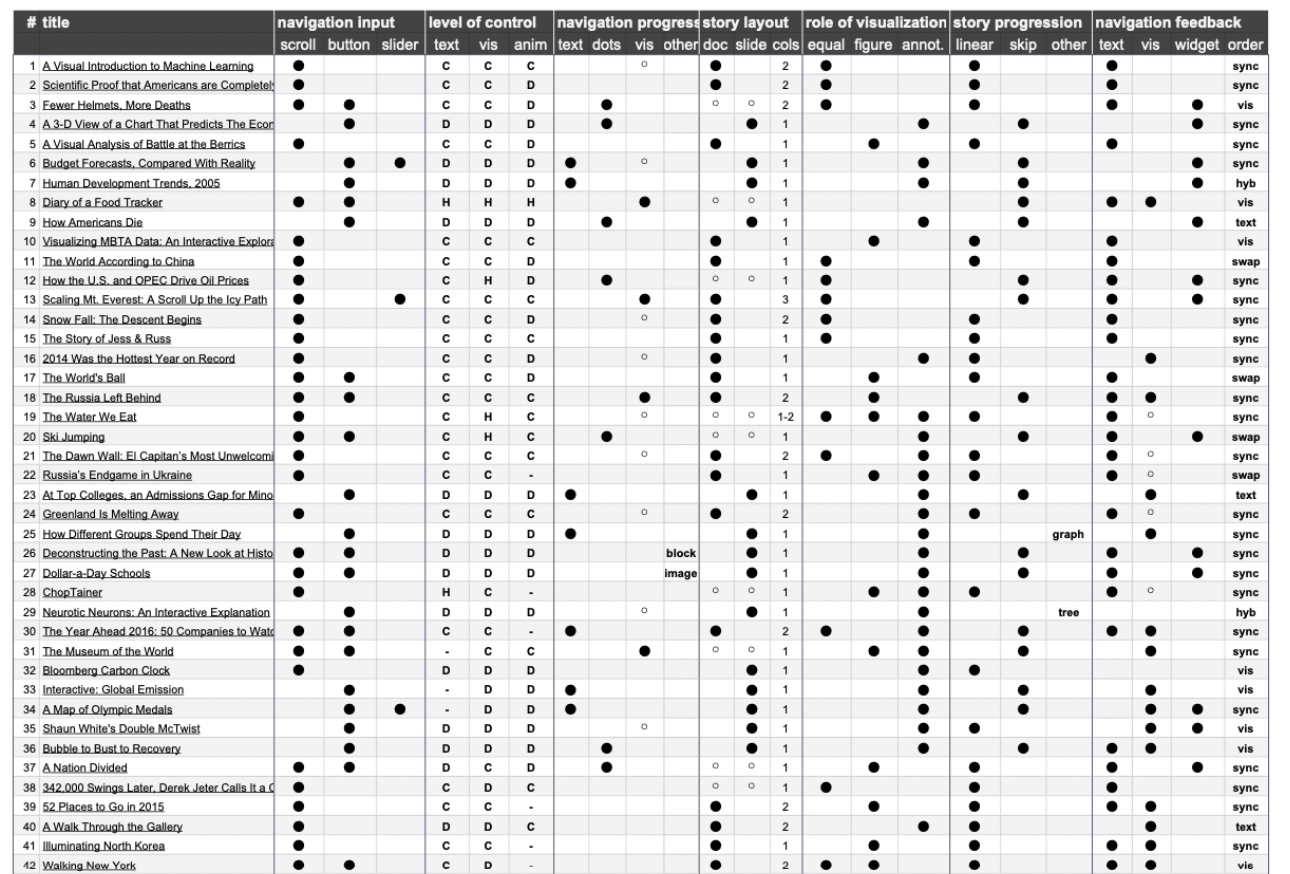 # title navigation input level of control navigation progress story layout role of visualization story progression navigation feedback
scroll button slider text vis anim text dots vis other doc slide cols equal figure annot. linear skip other text vis widget order
1 A Visual Introduction to Machine Learning ● C C C ○ ● 2 ● ● ● sync
2 Scientific Proof that Americans are Completely ● C C D ● 2 ● ● ● sync
3 Fewer Helmets, More Deaths ● ● C C D ● ○ ○ 2 ● ● ● ● vis
4 A 3-D View of a Chart That Predicts The Econ ● D D D ● ● 1 ● ● ● sync
5 A Visual Analysis of Battle at the Berrics ● C C D ● 1 ● ● ● sync
6 Budget Forecasts, Compared With Reality ● ● D D D ● ○ ● 1 ● ● ● sync
7 Human Development Trends, 2005 ● D D D ● ● 1 ● ● ● hyb
8 Diary of a Food Tracker ● ● H H H ● ○ ○ 1 ● ● ● vis
9 How Americans Die ● D D D ● ● 1 ● ● ● text
10 Visualizing MBTA Data: An Interactive Explora ● C C C ● 1 ● ● ● vis
11 The World According to China ● C C D ● 1 ● ● ● swap
12 How the U.S. and OPEC Drive Oil Prices ● C H D ● ○ ○ 1 ● ● ● ● sync
13 Scaling Mt. Everest: A Scroll Up the Icy Path ● ● C C C ● ● 3 ● ● ● ● sync
14 Snow Fall: The Descent Begins ● C C D ○ ● 2 ● ● ● sync
15 The Story of Jess & Russ ● C C C ● 1 ● ● ● sync
16 2014 Was the Hottest Year on Record ● C C D ○ ● 1 ● ● ● sync
17 The World's Ball ● ● C C D ● 1 ● ● ● swap
18 The Russia Left Behind ● ● C C C ● ● 2 ● ● ● ● sync
19 The Water We Eat ● C H C ○ ○ ○ 1-2 ● ● ● ● ● ○ sync
20 Ski Jumping ● ● C H C ● ○ ○ 1 ● ● ● ● swap
21 The Dawn Wall: El Capitan's Most Unwelcomi ● C C C ○ ● 2 ● ● ● ● ○ sync
22 Russia's Endgame in Ukraine ● C C - ● 1 ● ● ● ● ○ swap
23 At Top Colleges, an Admissions Gap for Mino ● D D D ● ● 1 ● ● ● text
24 Greenland Is Melting Away ● C C C ○ ● 2 ● ● ● ○ sync
25 How Different Groups Spend Their Day ● D D D ● ● 1 ● graph ● sync
26 Deconstructing the Past: A New Look at Histo ● ● D D D block ● 1 ● ● ● ● sync
27 Dollar-a-Day Schools ● ● D D D image ● 1 ● ● ● ● sync
28 ChopTainer ● H C - ○ ○ 1 ● ● ● ● ○ sync
29 Neurotic Neurons: An Interactive Explanation ● D D D ○ ● 1 ● tree hyb
30 The Year Ahead 2016: 50 Companies to Watc ● ● C C - ● ● 2 ● ● ● ● ● sync
31 The Museum of the World ● ● - C C ● ○ ○ 1 ● ● ● ● sync
32 Bloomberg Carbon Clock ● D D D ● 1 ● ● vis
33 Interactive: Global Emission ● - D D ● ● 1 ● ● ● vis
34 A Map of Olympic Medals ● ● - D D ● ● 1 ● ● ● ● sync
35 Shaun White's Double McTwist ● D D D ○ ● 1 ● ● ● ● vis
36 Bubble to Bust to Recovery ● D D D ● ● 1 ● ● ● ● vis
37 A Nation Divided ● ● D C D ● ○ ○ 1 ● ● ● ● sync
38 342,000 Swings Later, Derek Jeter Calls It a C ● C D C ○ ○ 1 ● ● ● sync
39 52 Places to Go in 2015 ● C C - ● 2 ● ● ● ● sync
40 A Walk Through the Gallery ● D D C ● 2 ● ● ● text
41 Illuminating North Korea ● C C - ● 1 ● ● ● ● sync
42 Walking New York ● ● C D - ● 2 ● ● ● ● ● vis